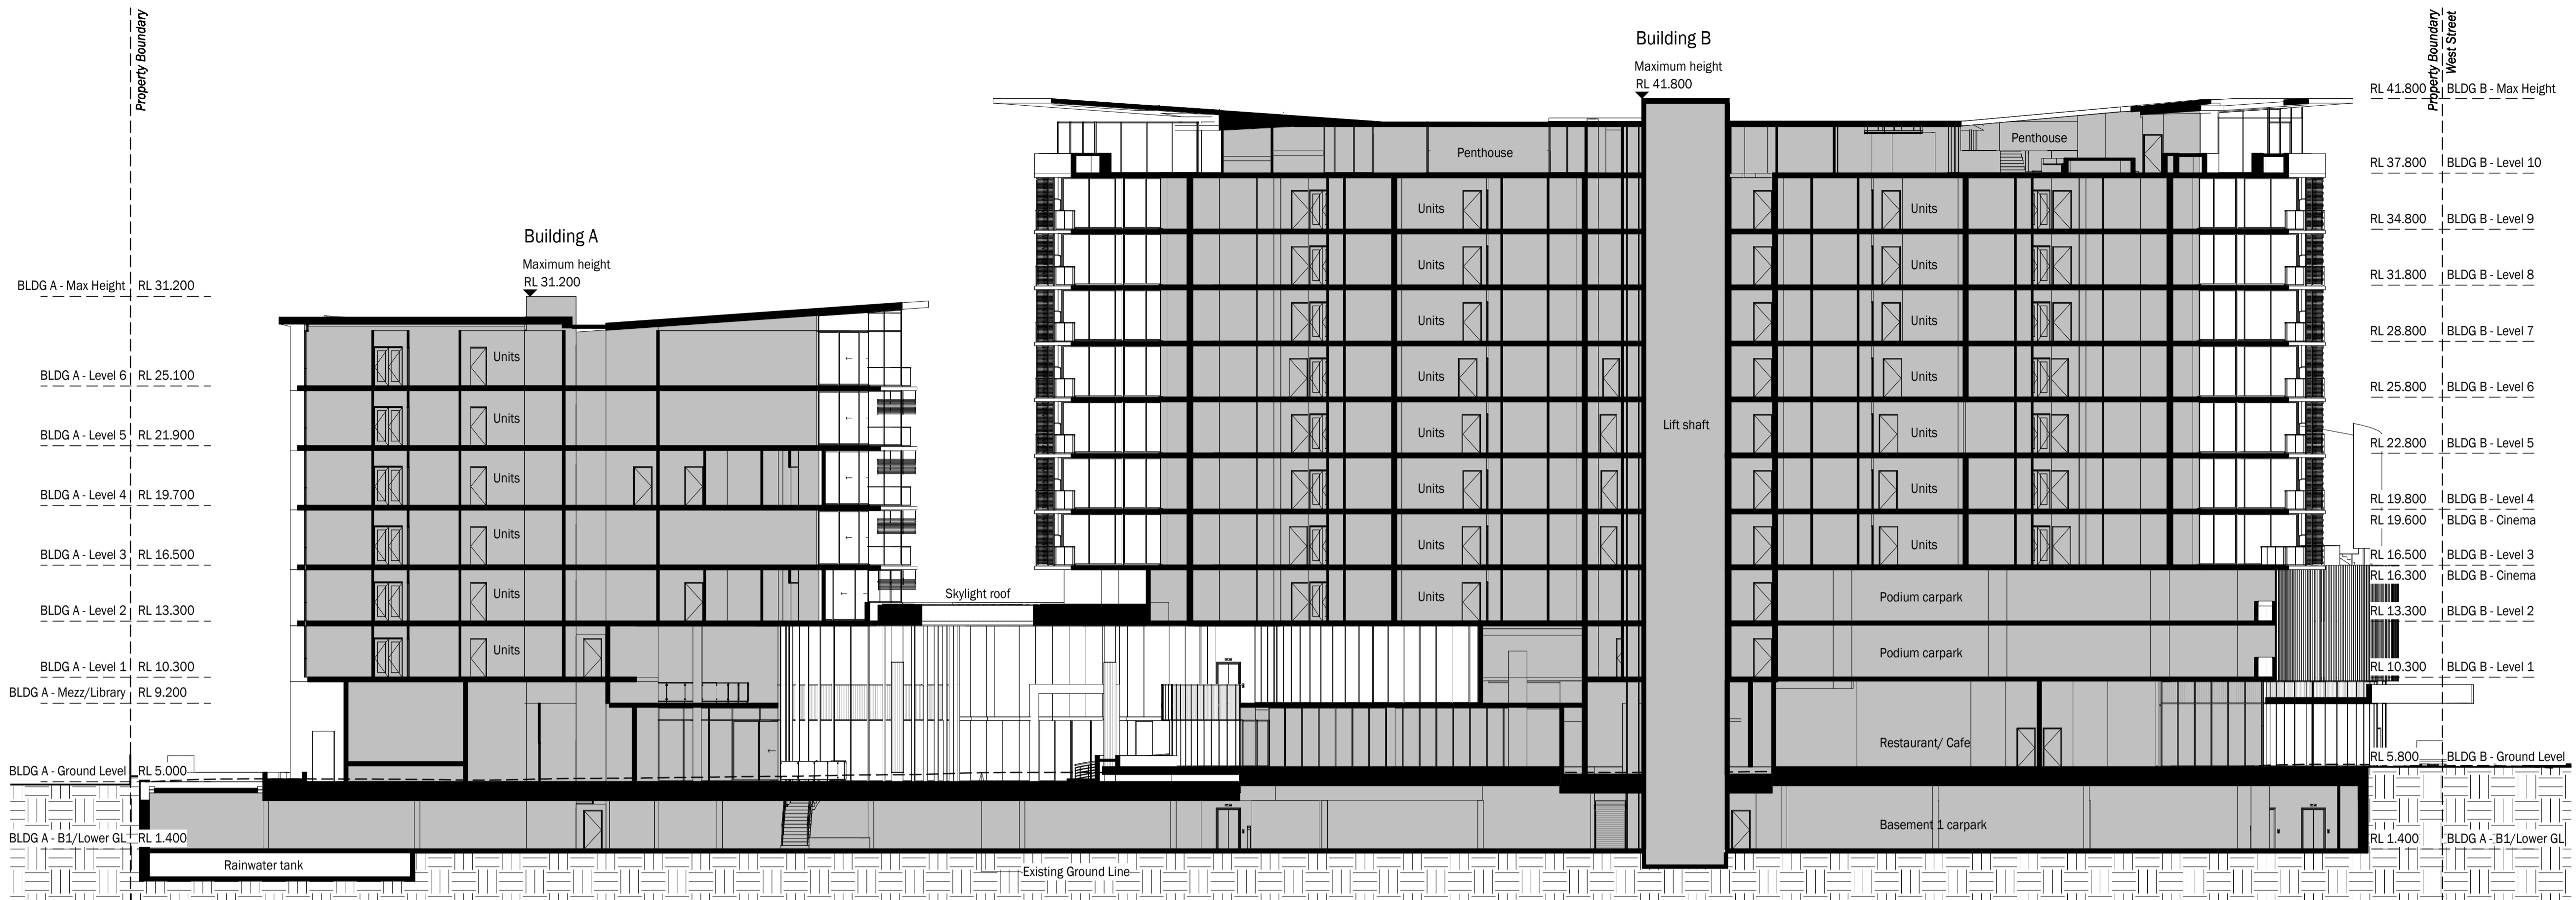 Property Boundary
Building A
Maximum height
RL 31.200
BLDG A - Max Height RL 31.200
BLDG A - Level 6 RL 25.100
BLDG A - Level 5 RL 21.900
BLDG A - Level 4 RL 19.700
BLDG A - Level 3 RL 16.500
BLDG A - Level 2 RL 13.300
BLDG A - Level 1 RL 10.300
BLDG A - Mezz/Library RL 9.200
BLDG A - Ground Level RL 5.000
BLDG A - B1/Lower GL RL 1.400
Units
Units
Units
Units
Units
Units
Rainwater tank
Skylight roof
Existing Ground Line
Building B
Maximum height
RL 41.800
Penthouse
Units
Units
Units
Units
Units
Units
Units
Units
Lift shaft
Penthouse
Units
Units
Units
Units
Units
Units
Units
Podium carpark
Podium carpark
Restaurant/ Cafe
Basement 1 carpark
Property Boundary
West Street
RL 41.800 BLDG B - Max Height
RL 37.800 BLDG B - Level 10
RL 34.800 BLDG B - Level 9
RL 31.800 BLDG B - Level 8
RL 28.800 BLDG B - Level 7
RL 25.800 BLDG B - Level 6
RL 22.800 BLDG B - Level 5
RL 19.800 BLDG B - Level 4
RL 19.600 BLDG B - Cinema
RL 16.500 BLDG B - Level 3
RL 16.300 BLDG B - Cinema
RL 13.300 BLDG B - Level 2
RL 10.300 BLDG B - Level 1
RL 5.800 BLDG B - Ground Level
RL 1.400 BLDG A - B1/Lower GL